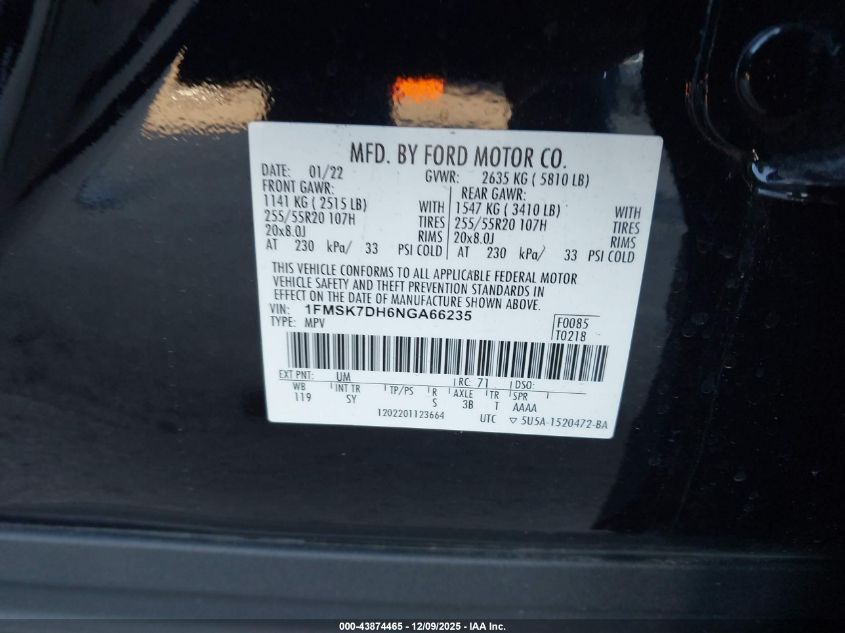 MFD. BY FORD MOTOR CO.
DATE: 01/22 GVWR: 2635 KG ( 5810 LB)
FRONT GAWR: REAR GAWR:
1141 KG ( 2515 LB) WITH 1547 KG ( 3410 LB) WITH
255/55R20 107H TIRES 255/55R20 107H TIRES
20x8.0J RIMS 20x8.0J RIMS
AT 230 kPa/ 33 PSI COLD AT 230 kPa/ 33 PSI COLD
THIS VEHICLE CONFORMS TO ALL APPLICABLE FEDERAL MOTOR
VEHICLE SAFETY AND THEFT PREVENTION STANDARDS IN
EFFECT ON THE DATE OF MANUFACTURE SHOWN ABOVE.
VIN: 1FMSK7DH6NGA66235 F0085
TYPE: MPV T0218
EXT PNT: UM RC: 71 DSO:
WB INT TR TP/PS R AXLE TR SPR
119 SY S 3B T AAAA
1202201123664 UTC ▽ 5U5A-1520472-BA
000-43874465 - 12/09/2025 - IAA Inc.